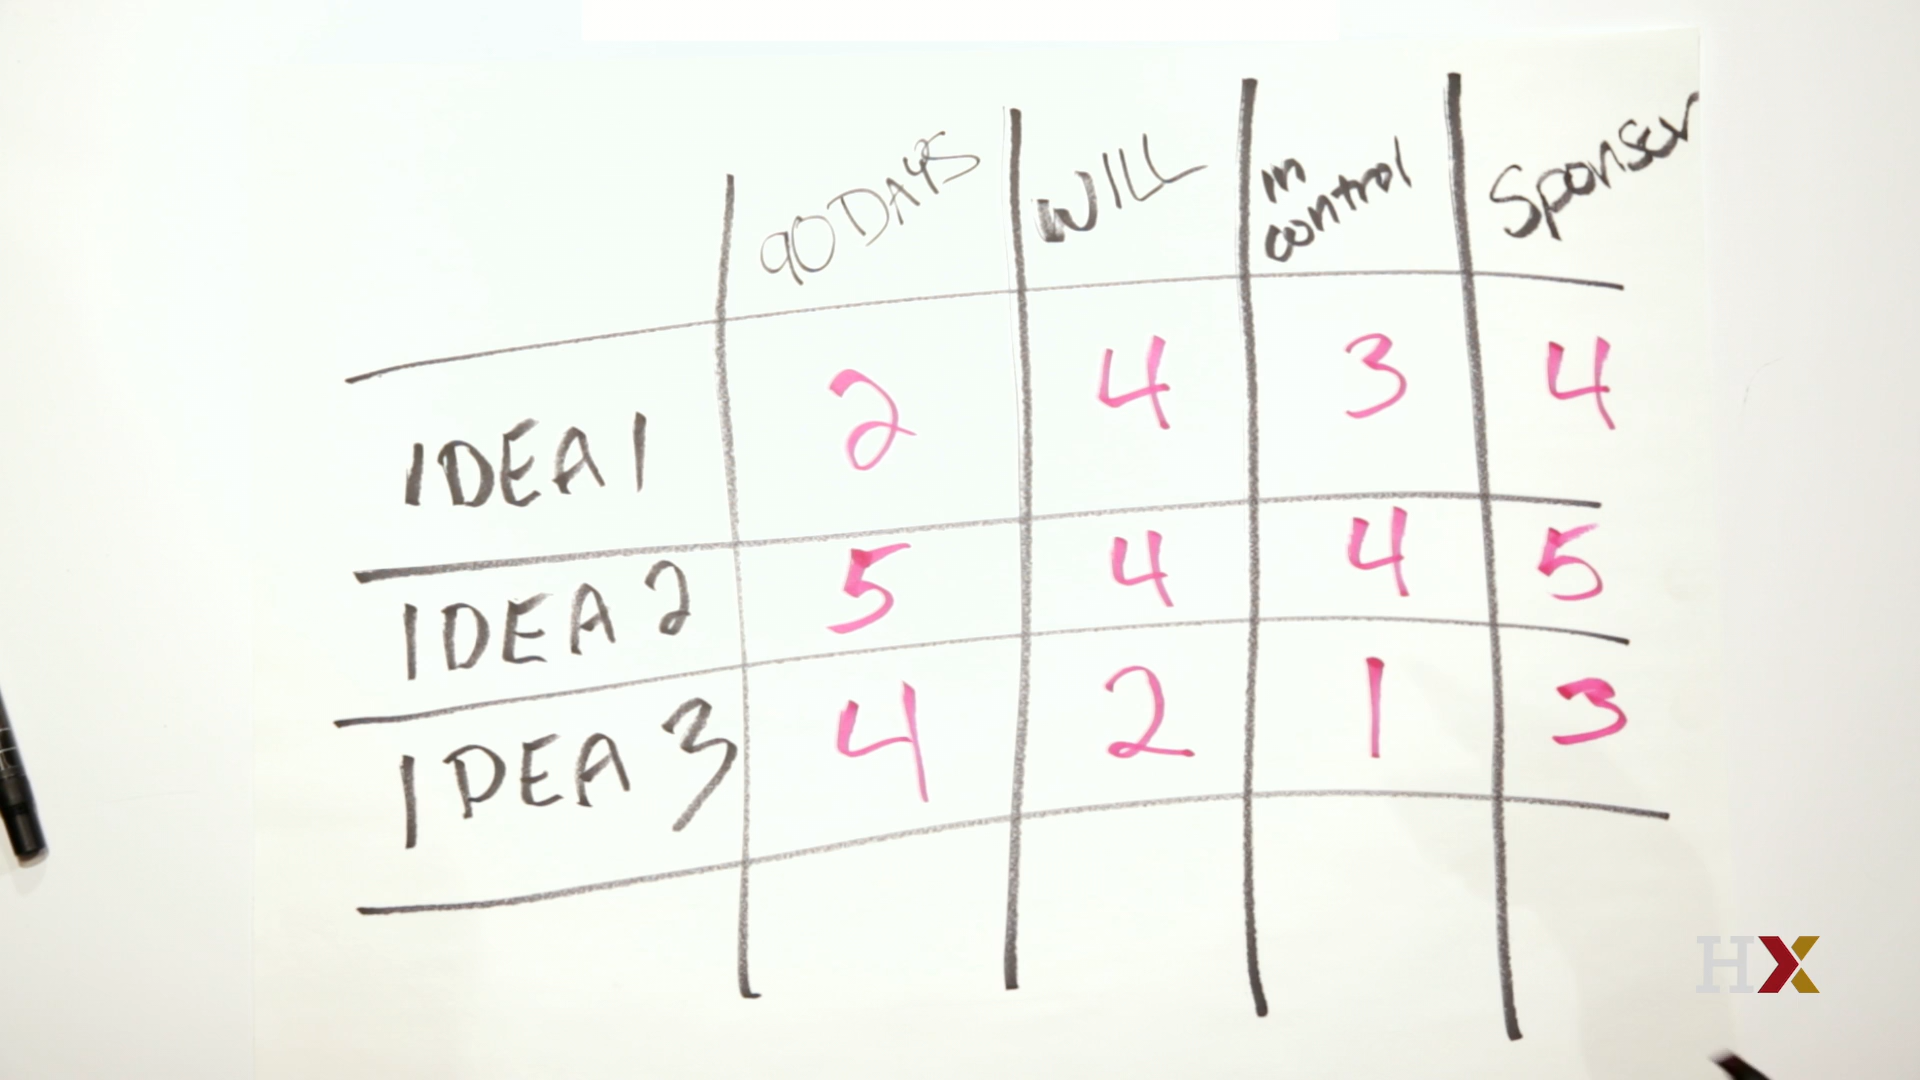 90 DAYS WILL in control Sponser
IDEA 1 2 4 3 4
IDEA 2 5 4 4 5
IDEA 3 4 2 1 3
HX